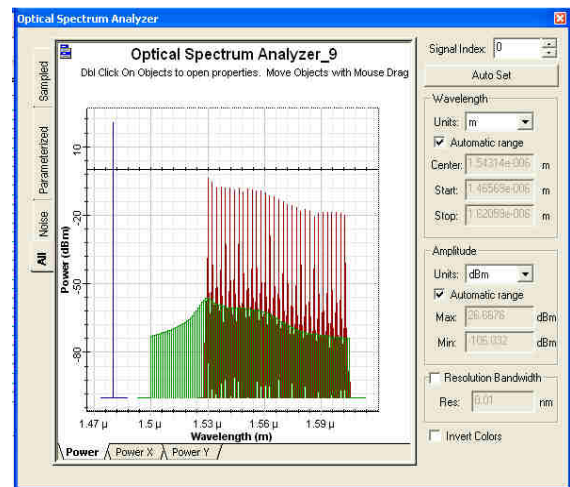 Optical Spectrum Analyzer
Optical Spectrum Analyzer_9
Dbl Click On Objects to open properties. Move Objects with Mouse Drag
Sampled
Parameterized
Noise
All
Power (dBm)
10
-20
-50
-80
1.47 µ
1.5 µ
1.53 µ
1.56 µ
1.59 µ
Wavelength (m)
Power
Power X
Power Y
Signal Index: 0
Auto Set
Wavelength
Units: m
Automatic range
Center: 1.54314e-006 m
Start: 1.46569e-006 m
Stop: 1.62059e-006 m
Amplitude
Units: dBm
Automatic range
Max: 26.6876 dBm
Min: -106.032 dBm
Resolution Bandwidth
Res: 0.01 nm
Invert Colors